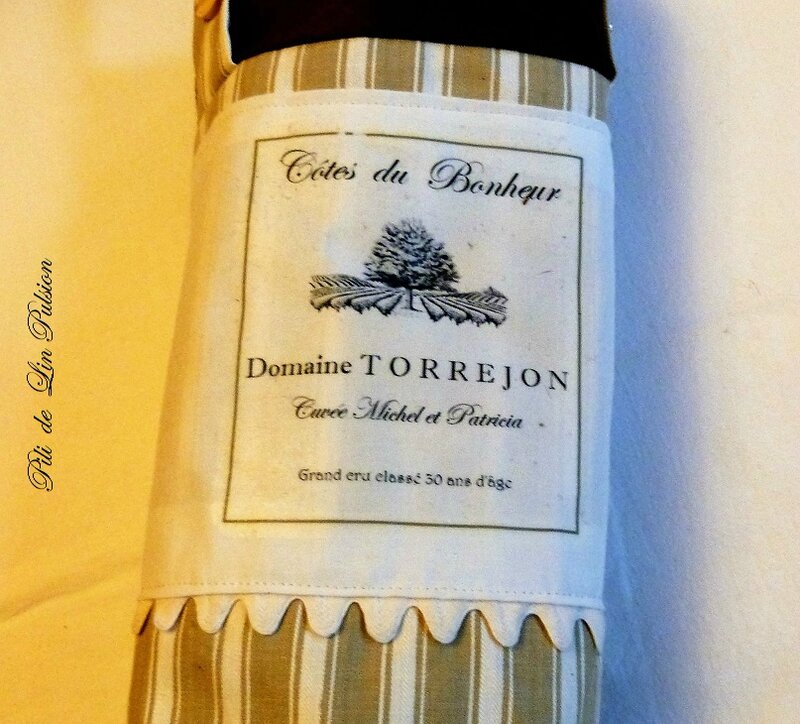 Côtes du Bonheur
Domaine TORREJON
Cuvée Michel et Patricia
Grand cru classé 30 ans d'âge
Pili de Lin Pulsion